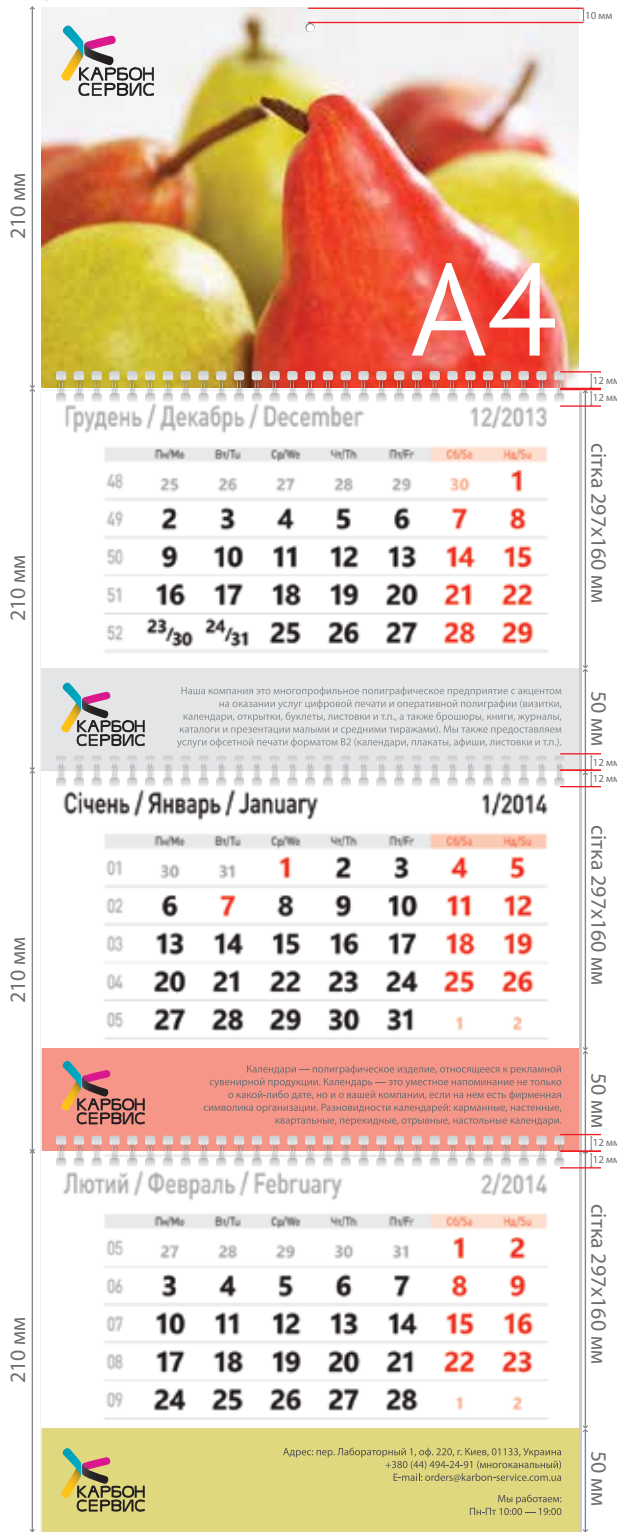 10 мм
КАРБОН
СЕРВИС
210 мм
A4
12 мм
12 мм
Грудень / Декабрь / December 12/2013
Пн/Mo Вт/Tu Ср/We Чт/Th Пт/Fr Сб/Sa Нд/Su
48 25 26 27 28 29 30 1
49 2 3 4 5 6 7 8
50 9 10 11 12 13 14 15
51 16 17 18 19 20 21 22
52 23/30 24/31 25 26 27 28 29
210 мм
сітка 297х160 мм
КАРБОН
СЕРВИС
Наша компания это многопрофильное полиграфическое предприятие с акцентом
на оказании услуг цифровой печати и оперативной полиграфии (визитки,
календари, открытки, буклеты, листовки и т.п., а также брошюры, книги, журналы,
каталоги и презентации малыми и средними тиражами). Мы также предоставляем
услуги офсетной печати форматом В2 (календари, плакаты, афиши, листовки и т.п.).
50 мм
12 мм
12 мм
Січень / Январь / January 1/2014
Пн/Mo Вт/Tu Ср/We Чт/Th Пт/Fr Сб/Sa Нд/Su
01 30 31 1 2 3 4 5
02 6 7 8 9 10 11 12
03 13 14 15 16 17 18 19
04 20 21 22 23 24 25 26
05 27 28 29 30 31 1 2
210 мм
сітка 297х160 мм
КАРБОН
СЕРВИС
Календари — полиграфическое изделие, относящееся к рекламной
сувенирной продукции. Календарь — это уместное напоминание не только
о какой-либо дате, но и о вашей компании, если на нем есть фирменная
символика организации. Разновидности календарей: карманные, настенные,
квартальные, перекидные, отрывные, настольные календари.
50 мм
12 мм
12 мм
Лютий / Февраль / February 2/2014
Пн/Mo Вт/Tu Ср/We Чт/Th Пт/Fr Сб/Sa Нд/Su
05 27 28 29 30 31 1 2
06 3 4 5 6 7 8 9
07 10 11 12 13 14 15 16
08 17 18 19 20 21 22 23
09 24 25 26 27 28 1 2
210 мм
сітка 297х160 мм
КАРБОН
СЕРВИС
Адрес: пер. Лабораторный 1, оф. 220, г. Киев, 01133, Украина
+380 (44) 494-24-91 (многоканальный)
E-mail: orders@karbon-service.com.ua
Мы работаем:
Пн-Пт 10:00 — 19:00
50 мм